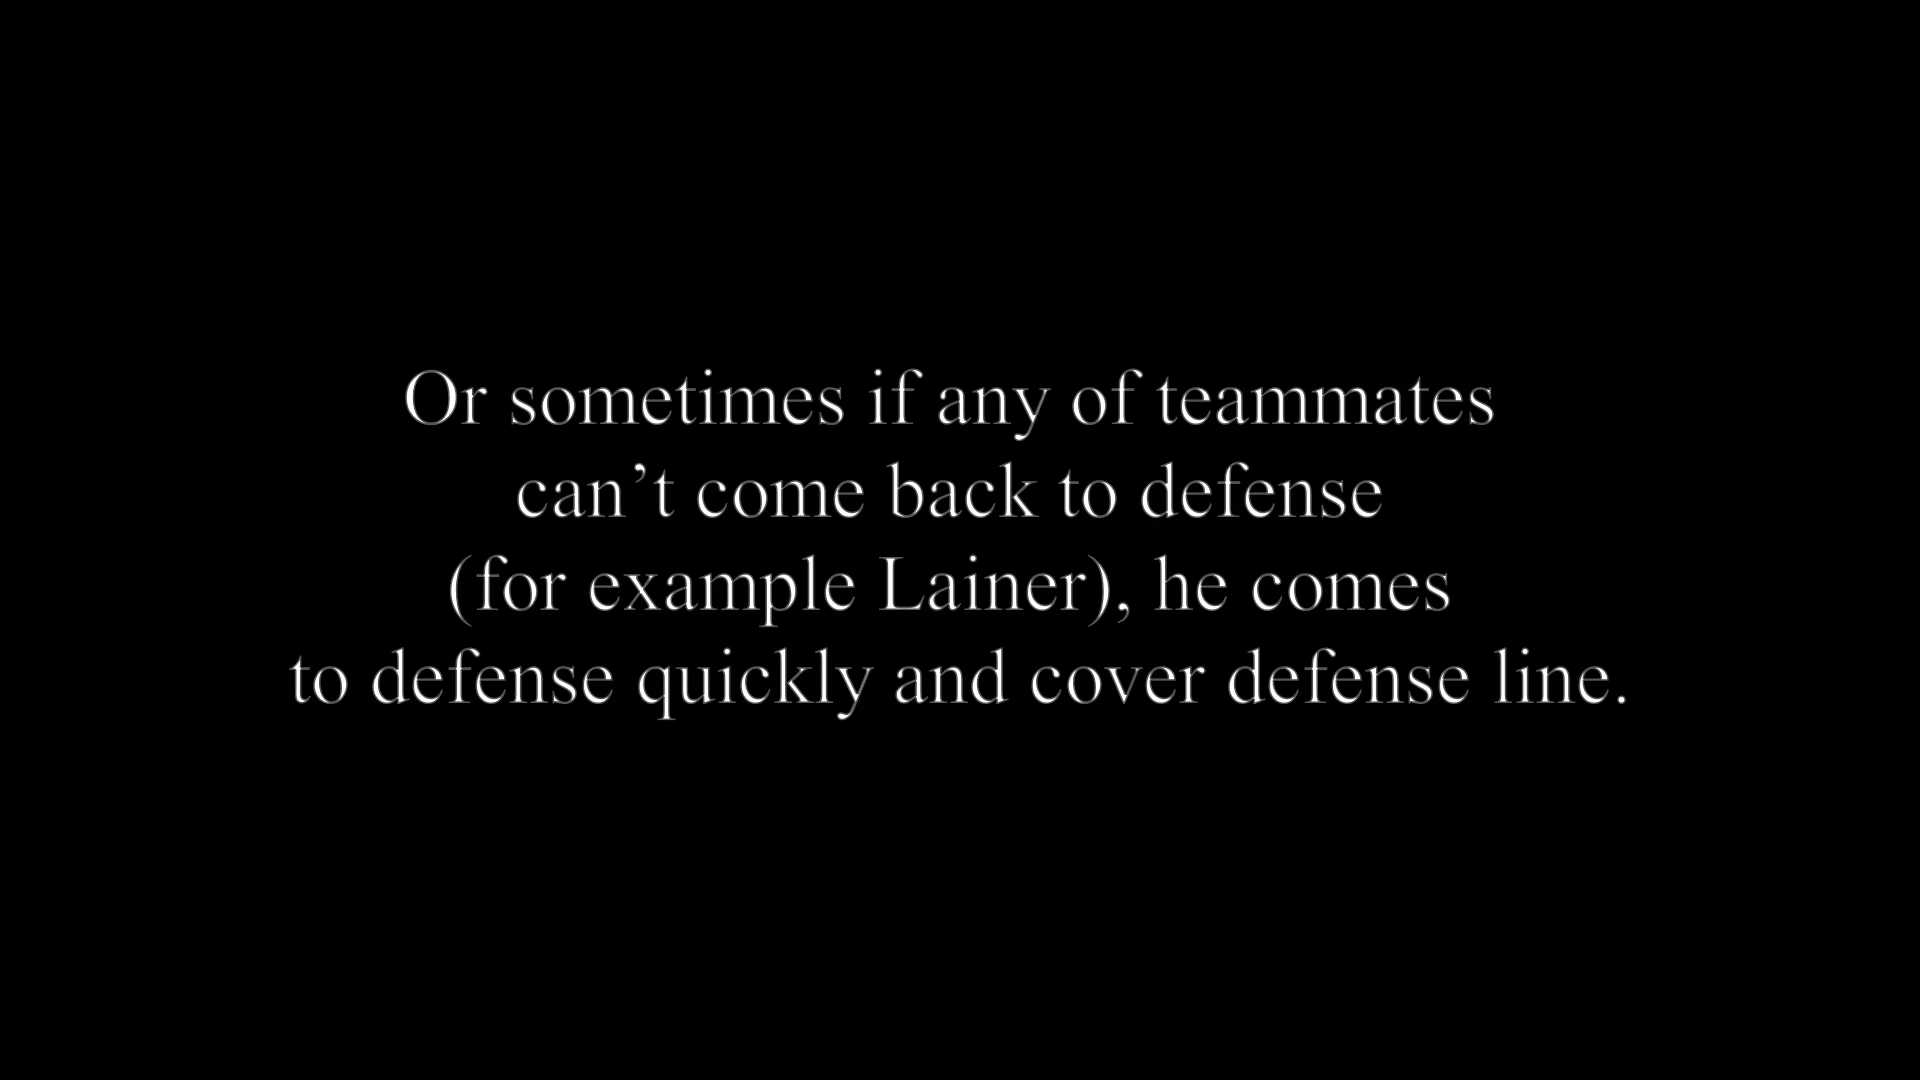 Or sometimes if any of teammates
can’t come back to defense
(for example Lainer), he comes
to defense quickly and cover defense line.